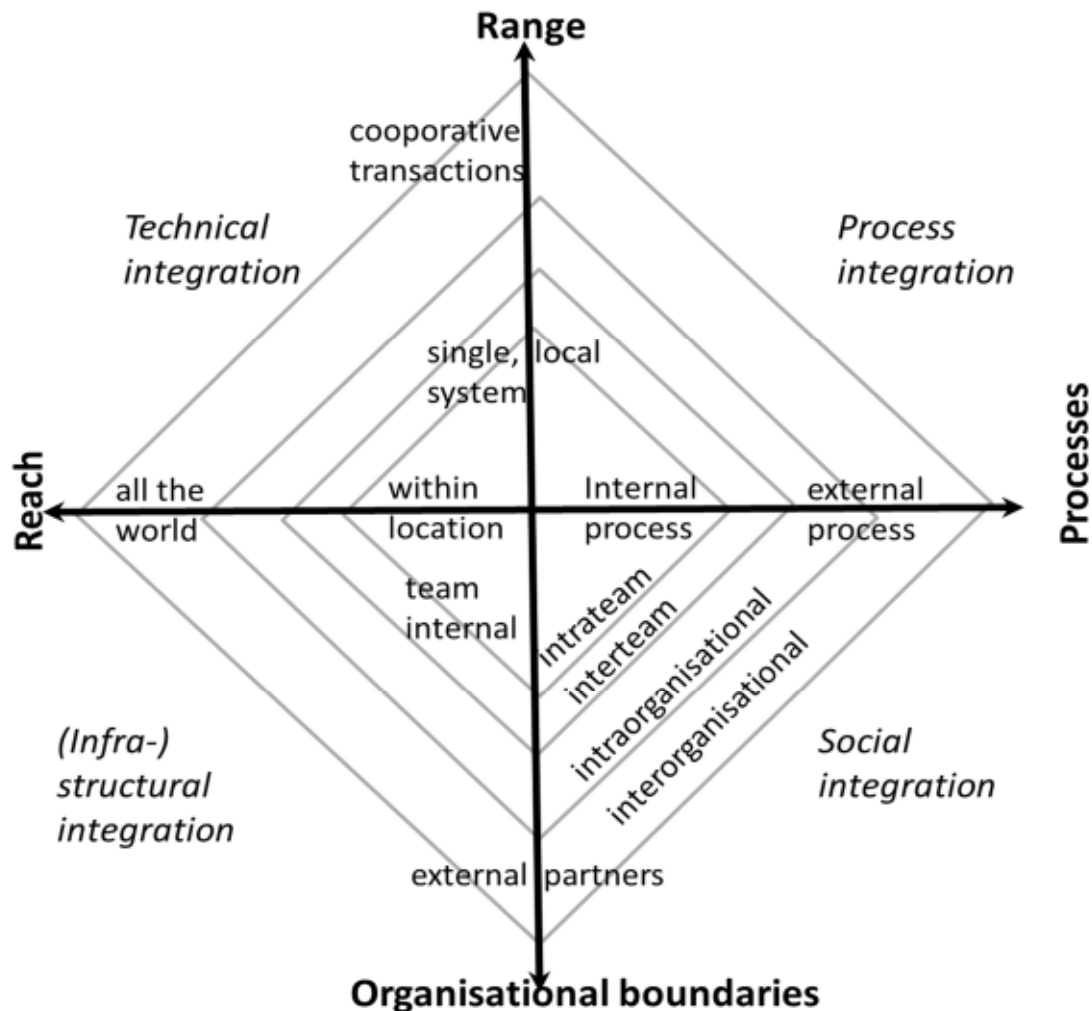 Range
cooporative
transactions
Technical
integration
Process
integration
single, local
system
Reach
all the
world
within
location
Internal
process
external
process
Processes
team
internal
intrateam
interteam
intraorganisational
interorganisational
(Infra-)
structural
integration
Social
integration
external partners
Organisational boundaries